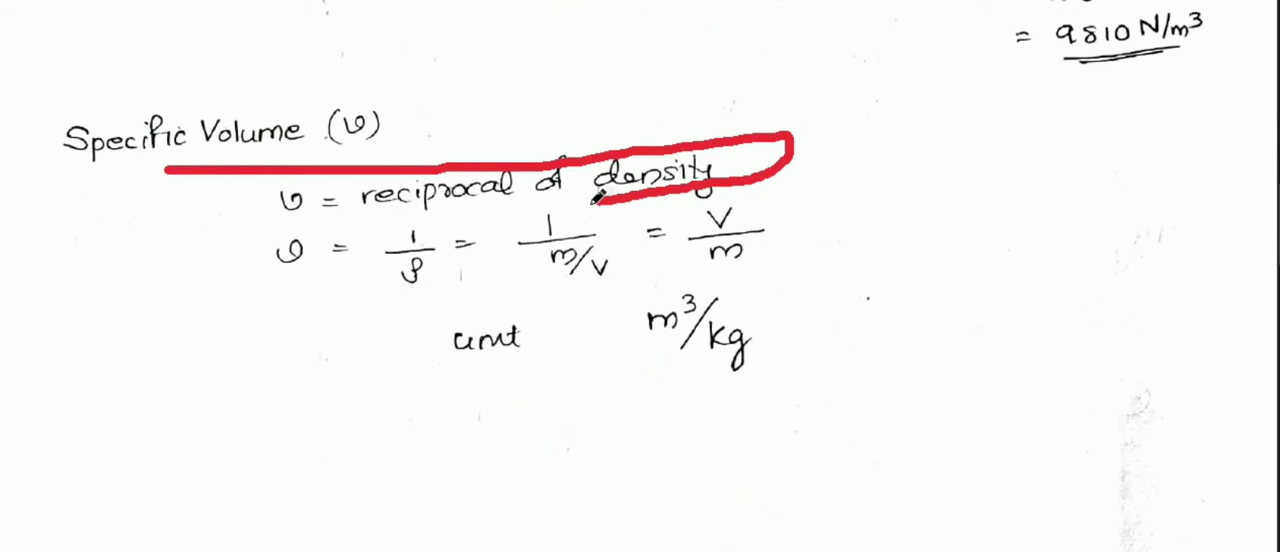 = 9810 N/m³
Specific Volume (υ)
υ = reciprocal of density
υ = 1/ρ = 1/m/V = V/m
unit m³/kg